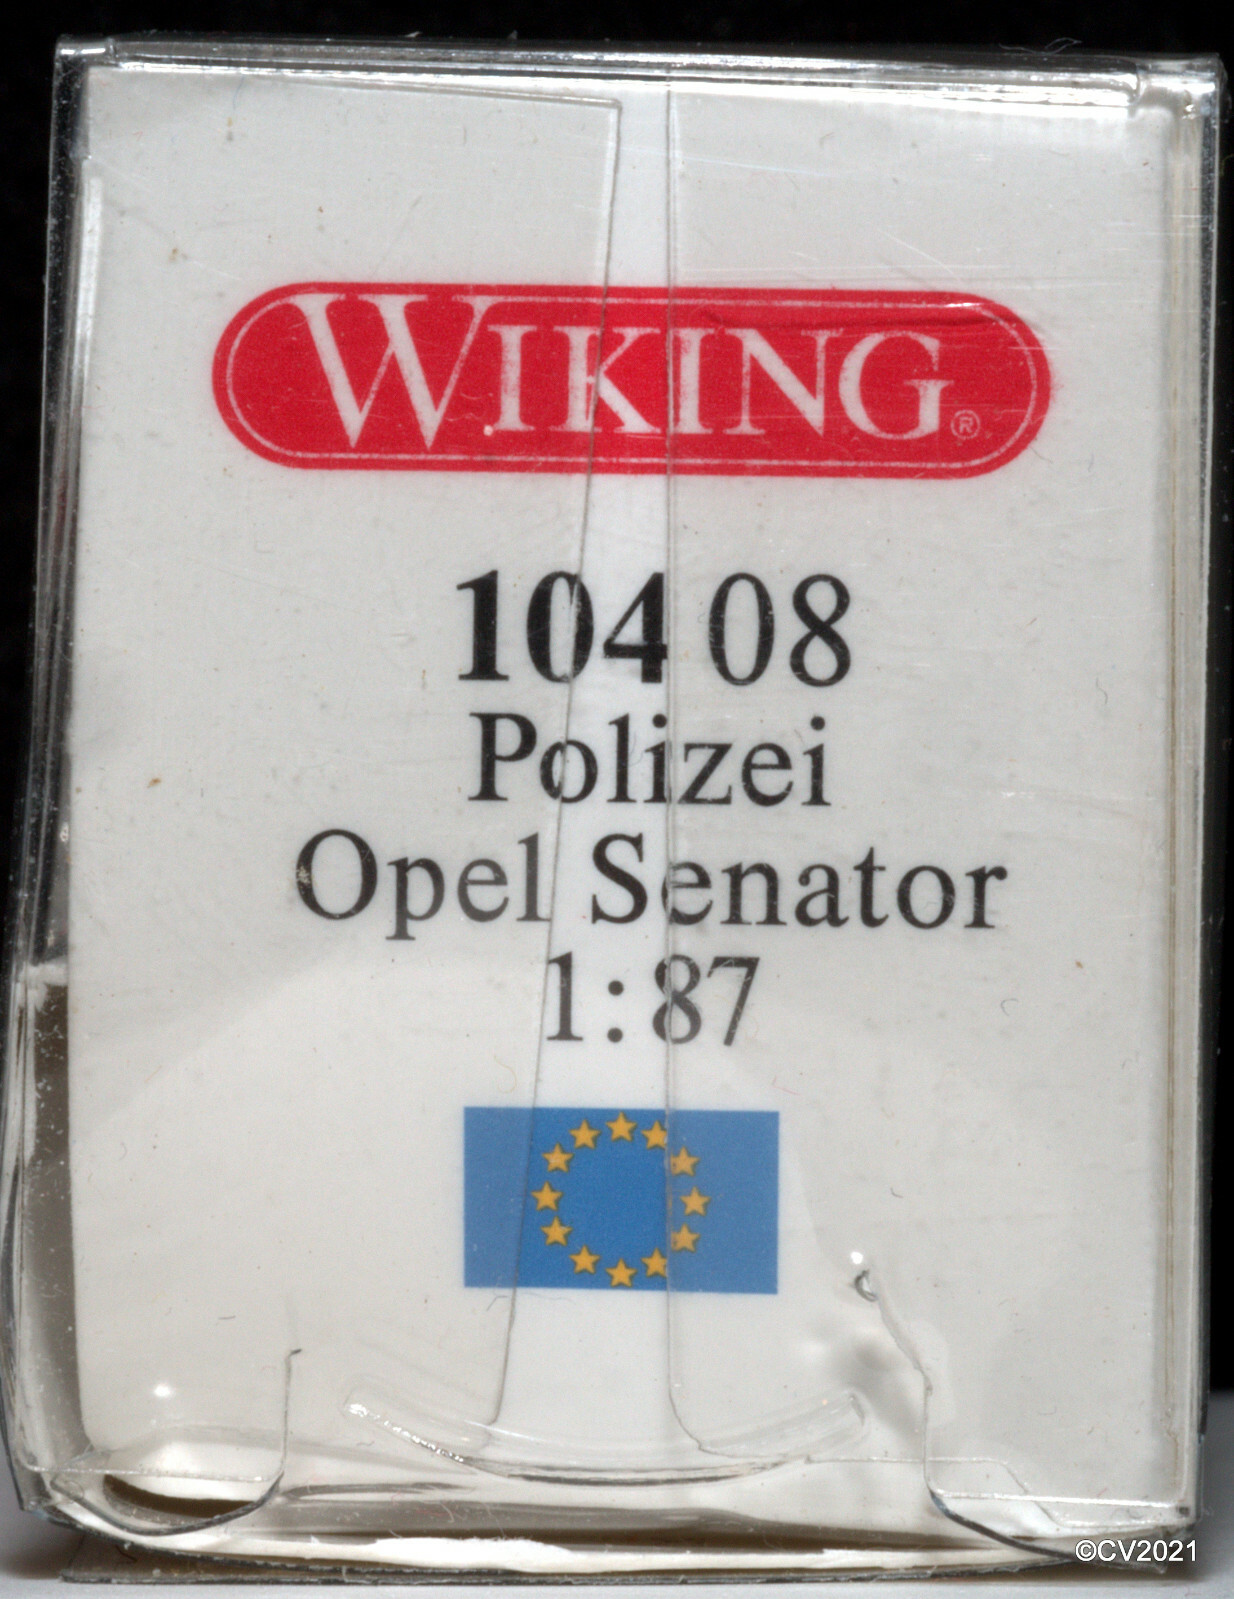 WIKING®
104 08
Polizei
Opel Senator
1:87
©CV2021